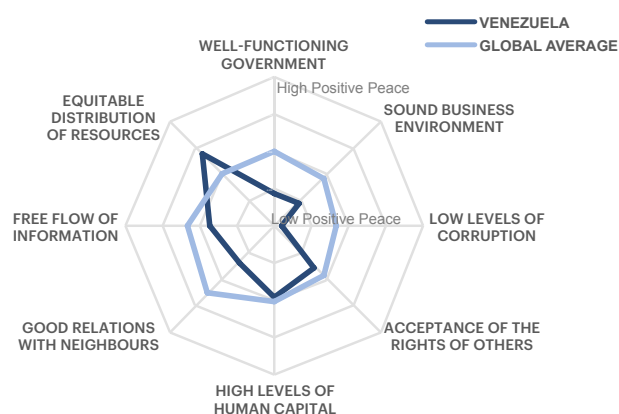 VENEZUELA
GLOBAL AVERAGE
WELL-FUNCTIONING
GOVERNMENT
High Positive Peace
SOUND BUSINESS
ENVIRONMENT
EQUITABLE
DISTRIBUTION
OF RESOURCES
Low Positive Peace
LOW LEVELS OF
CORRUPTION
FREE FLOW OF
INFORMATION
ACCEPTANCE OF THE
RIGHTS OF OTHERS
GOOD RELATIONS
WITH NEIGHBOURS
HIGH LEVELS OF
HUMAN CAPITAL